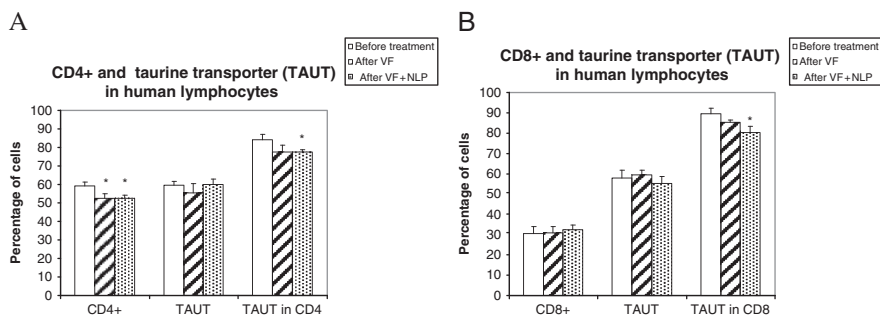 A
Before treatment
After VF
After VF+NLP
CD4+ and taurine transporter (TAUT)
in human lymphocytes
Percentage of cells
100
90
80
70
60
50
40
30
20
10
0
*
*
*
CD4+
TAUT
TAUT in CD4
B
Before treatment
After VF
After VF+NLP
CD8+ and taurine transporter (TAUT)
in human lymphocytes
Percentage of cells
100
90
80
70
60
50
40
30
20
10
0
*
CD8+
TAUT
TAUT in CD8